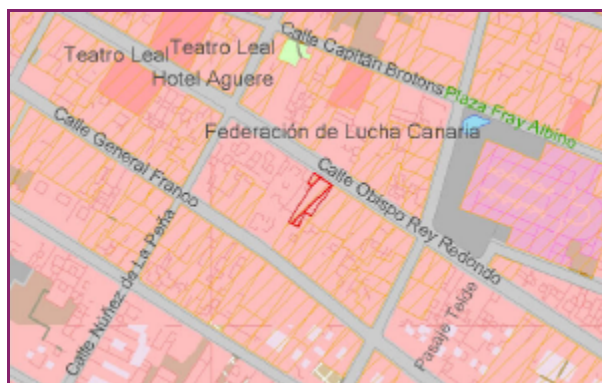 Calle Capitán Brotons
Teatro Leal
Teatro Leal
Hotel Aguere
Plaza Fray Albino
Calle General Franco
Federación de Lucha Canaria
Calle Obispo Rey Redondo
Calle Núñez de La Peña
Pasaje Telde